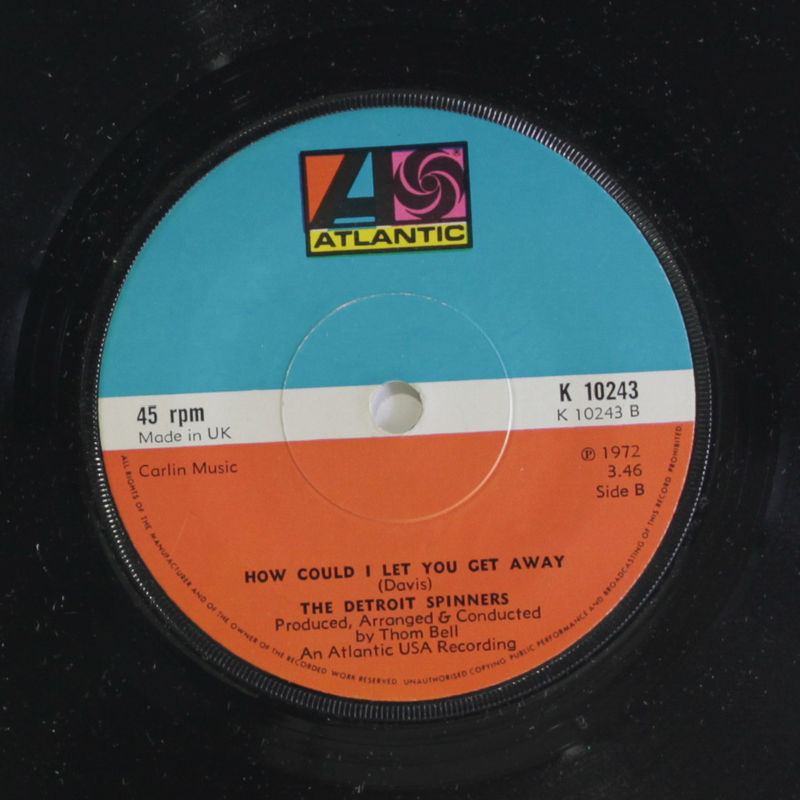 ATLANTIC
45 rpm
Made in UK
K 10243
K 10243 B
Carlin Music
℗ 1972
3.46
Side B
HOW COULD I LET YOU GET AWAY
(Davis)
THE DETROIT SPINNERS
Produced, Arranged & Conducted
by Thom Bell
An Atlantic USA Recording
ALL RIGHTS OF THE MANUFACTURER AND OF THE OWNER OF THE RECORDED WORK RESERVED. UNAUTHORISED COPYING, PUBLIC PERFORMANCE AND BROADCASTING OF THIS RECORD PROHIBITED.